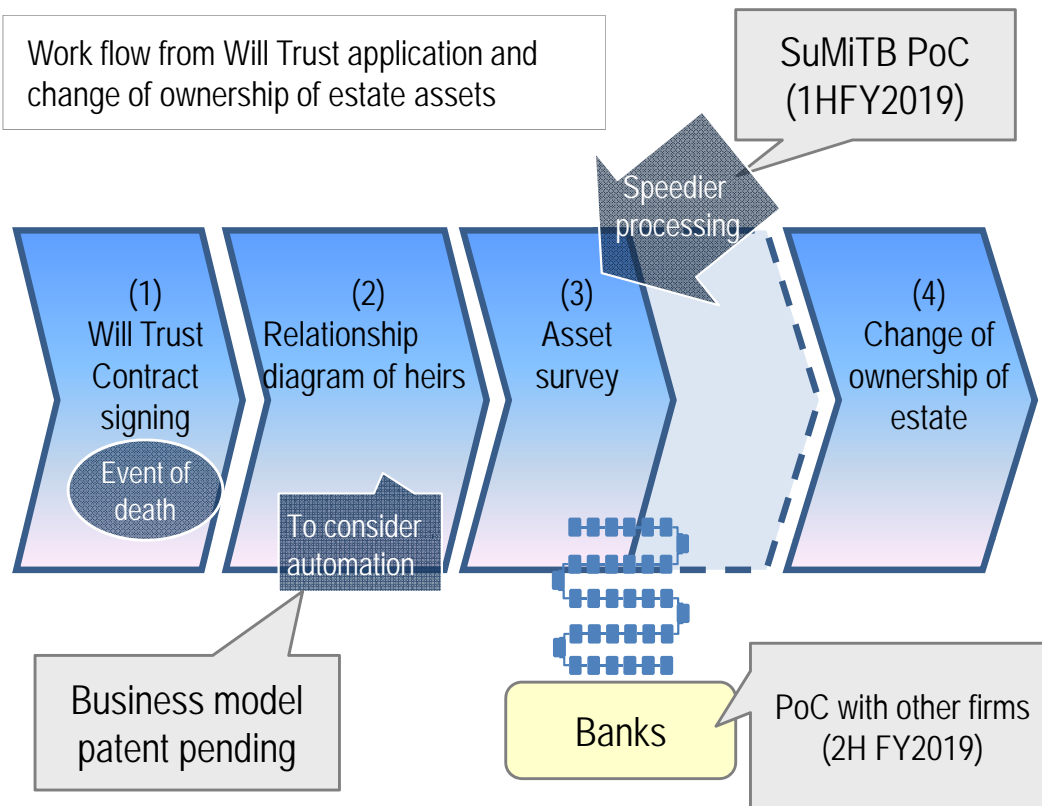 Work flow from Will Trust application and
change of ownership of estate assets
SuMiTB PoC
(1HFY2019)
Speedier
processing
(1)
Will Trust
Contract
signing
Event of
death
(2)
Relationship
diagram of heirs
To consider
automation
(3)
Asset
survey
(4)
Change of
ownership of
estate
Business model
patent pending
Banks
PoC with other firms
(2H FY2019)